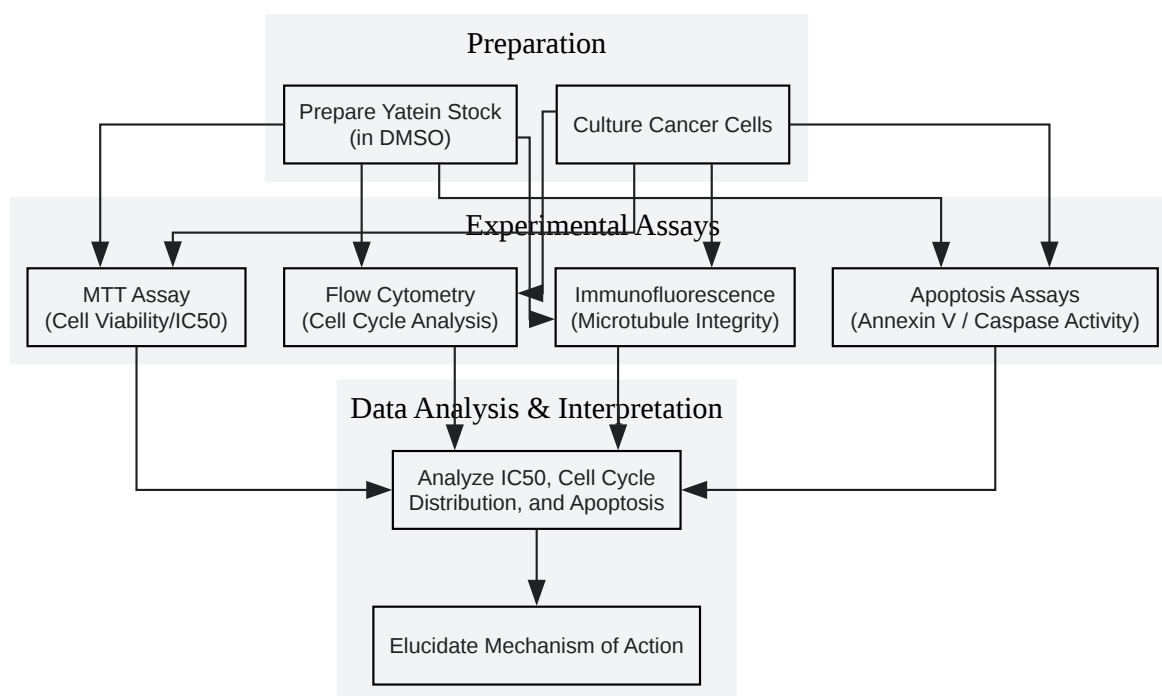 Preparation
Prepare Yatein Stock
(in DMSO)
Culture Cancer Cells
Experimental Assays
MTT Assay
(Cell Viability/IC50)
Flow Cytometry
(Cell Cycle Analysis)
Immunofluorescence
(Microtubule Integrity)
Apoptosis Assays
(Annexin V / Caspase Activity)
Data Analysis & Interpretation
Analyze IC50, Cell Cycle
Distribution, and Apoptosis
Elucidate Mechanism of Action